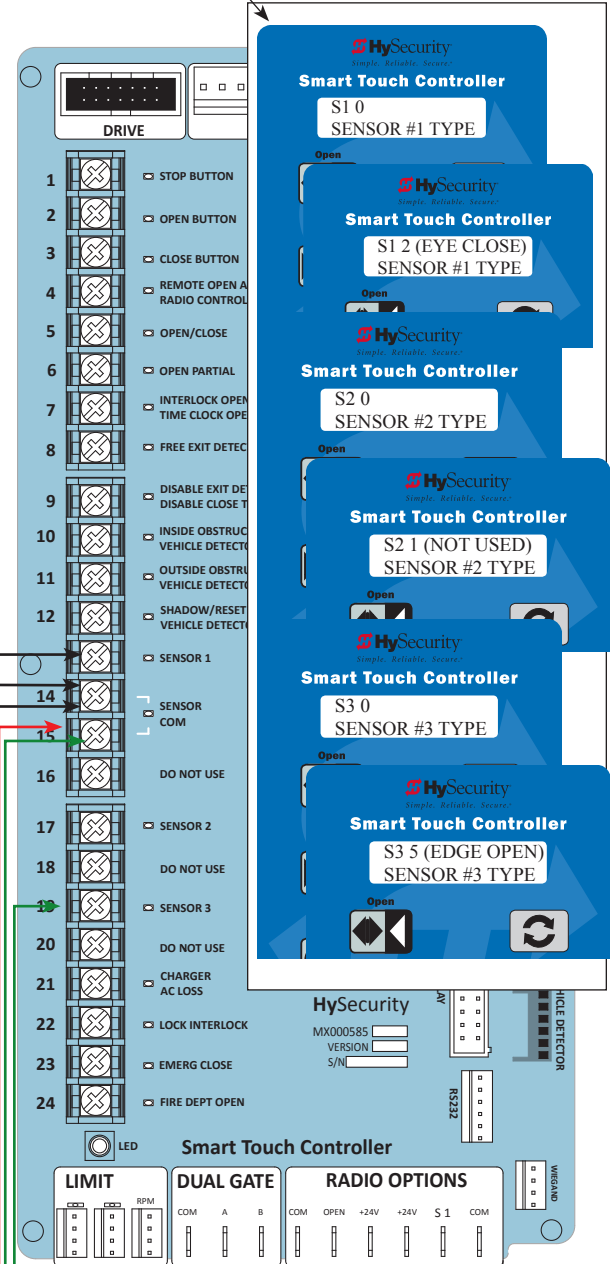 HySecurity
Simple. Reliable. Secure.
Smart Touch Controller
S1 0
SENSOR #1 TYPE
Open
HySecurity
Simple. Reliable. Secure.
Smart Touch Controller
S1 2 (EYE CLOSE)
SENSOR #1 TYPE
Open
HySecurity
Simple. Reliable. Secure.
Smart Touch Controller
S2 0
SENSOR #2 TYPE
Open
HySecurity
Simple. Reliable. Secure.
Smart Touch Controller
S2 1 (NOT USED)
SENSOR #2 TYPE
Open
HySecurity
Simple. Reliable. Secure.
Smart Touch Controller
S3 0
SENSOR #3 TYPE
Open
HySecurity
Simple. Reliable. Secure.
Smart Touch Controller
S3 5 (EDGE OPEN)
SENSOR #3 TYPE
Open
DRIVE
1 STOP BUTTON
2 OPEN BUTTON
3 CLOSE BUTTON
4 REMOTE OPEN A
RADIO CONTROL
5 OPEN/CLOSE
6 OPEN PARTIAL
7 INTERLOCK OPEN
TIME CLOCK OPE
8 FREE EXIT DETEC
9 DISABLE EXIT DE
DISABLE CLOSE T
10 INSIDE OBSTRUC
VEHICLE DETECTO
11 OUTSIDE OBSTRU
VEHICLE DETECTO
12 SHADOW/RESET
VEHICLE DETECTO
SENSOR 1
14 SENSOR
15 COM
16 DO NOT USE
17 SENSOR 2
18 DO NOT USE
19 SENSOR 3
20 DO NOT USE
21 CHARGER
AC LOSS
22 LOCK INTERLOCK
23 EMERG CLOSE
24 FIRE DEPT OPEN
HySecurity
MX000585
VERSION
S/N
LAY
HICLE DETECTOR
RS232
WIEGAND
LED
Smart Touch Controller
LIMIT
RPM
DUAL GATE
COM A B
RADIO OPTIONS
COM OPEN +24V +24V S 1 COM